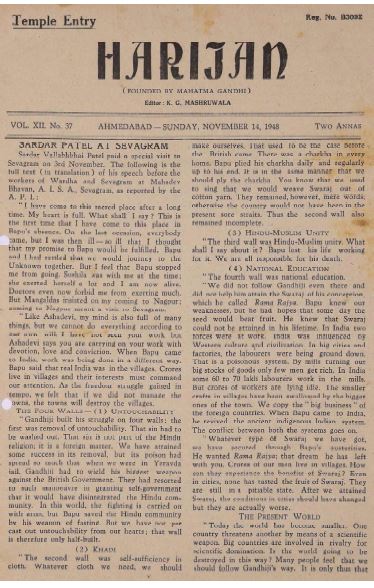 Temple Entry
Reg. No. B3092
HARIJAN
(FOUNDED BY MAHATMA GANDHI)
Editor: K. G. MASHRUWALA
VOL. XII. No. 37
AHMEDABAD — SUNDAY, NOVEMBER 14, 1948
TWO ANNAS
SARDAR PATEL AT SEVAGRAM
Sardar Vallabhbhai Patel paid a special visit to
Sevagram on 3rd November. The following is the
full text (in translation) of his speech before the
workers of Wardha and Sevagram at Mahadev
Bhavan, A. I. S. A., Sevagram, as reported by the
A. P. I.:
"I have come to this sacred place after a long
time. My heart is full. What shall I say? This is
the first time that I have come to this place in
Bapu's absence. On the last occasion, everybody
came, but I was then ill — so ill that I thought
that my promise to Bapu would be fulfilled. Bapu
and I had settled that we would journey to the
Unknown together. But I feel that Bapu stopped
me from going. Sushila was with me at the time;
she exerted herself a lot and I am now alive.
Doctors even now forbid me from exerting much.
But Mangaldas insisted on my coming to Nagpur;
coming to Nagpur meant a visit to Sevagram.
"Like Ashadevi, my mind is also full of many
things, but we cannot do everything according to
our own will. I have not seen your work but
Ashadevi says you are carrying on your work with
devotion, love and conviction. When Bapu came
to India, work was being done in a different way.
Bapu said that real India was in the villages. Crores
live in villages and their interests must command
our attention. As the freedom struggle gained in
tempo, we felt that if we did not manage the
towns, the towns will destroy the villages.
THE FOUR WALLS — (1) UNTOUCHABILITY
"Gandhiji built his struggle on four walls: the
first was removal of untouchability. That sin had to
be washed out. That sin is not part of the Hindu
religion; it is a foreign matter. We have attained
some success in its removal, but its poison had
spread so much that when we were in Yeravda
jail, Gandhiji had to wield his biggest weapon
against the British Government. They had resorted
to such manoeuvre in granting self-government
that it would have disintegrated the Hindu com-
munity. In this world, the fighting is carried on
with arms, but Bapu saved the Hindu community
by his weapon of fasting. But we have not yet
cast out untouchability from our hearts; that wall
is therefore only half-built.
(2) KHADI
"The second wall was self-sufficiency in
cloth. Whatever cloth we need, we should
make ourselves. That used to be the case before
the British came. There was a charkha in every
home. Bapu plied his charkha daily and regularly
up to his end. It is in the same manner that we
should ply the charkha. You know that we used
to sing that we would weave Swaraj out of
cotton yarn. They remained, however, mere words;
otherwise the country would not have been in the
present sore straits. Thus the second wall also
remained incomplete.
(3) HINDU-MUSLIM UNITY
"The third wall was Hindu-Muslim unity. What
shall I say about it? Bapu lost his life working
for it. We are all responsible for his death.
(4) NATIONAL EDUCATION
"The fourth wall was national education.
"We did not follow Gandhiji even there and
did not help him attain the Swaraj of his conception,
which he called Rama Rajya. Bapu knew our
weaknesses, but he had hopes that some day the
seed would bear fruit. He knew that Swaraj
could not be attained in his lifetime. In India two
forces were at work. India was influenced by
Western culture and civilization. In big cities and
factories, the labourers were being ground down.
That is a poisonous system. By mills turning out
big stocks of goods only few men get rich. In India
some 60 to 70 lakh labourers work in the mills.
But crores of workers are lying idle. The smaller
crafts in villages have been swallowed by the bigger
ones of the towns. We copy the "big business" of
the foreign countries. When Bapu came to India,
he revived the ancient indigenous Indian system.
The conflict between both the systems goes on.
"Whatever type of Swaraj we have got,
we have secured through Bapu's austerities.
He wanted Rama Rajya; that dream he has left
with you. Crores of our men live in villages. How
can they experience the benefits of Swaraj? Even
in cities, none has tasted the fruit of Swaraj. They
are still in a pitiable state. After we attained
Swaraj, the conditions in cities should have changed
but they are actually worse.
THE PRESENT WORLD
"Today the world has become smaller. One
country threatens another by means of a scientific
weapon. Big countries are involved in rivalry for
scientific domination. Is the world going to be
destroyed in this way? Many people feel that we
should follow Gandhiji's way. It is only thus that